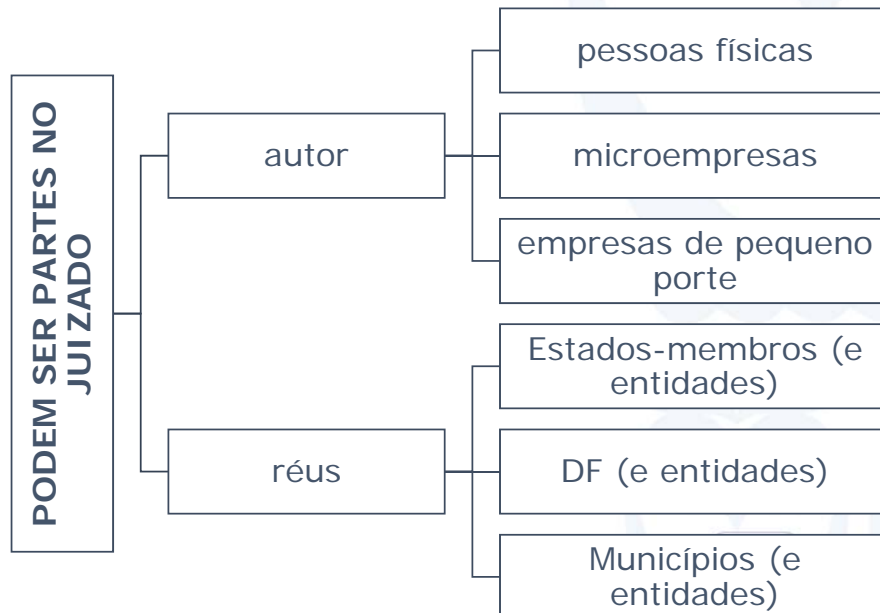 PODEM SER PARTES NO
JUIZADO
autor
pessoas físicas
microempresas
empresas de pequeno
porte
réus
Estados-membros (e
entidades)
DF (e entidades)
Municípios (e
entidades)